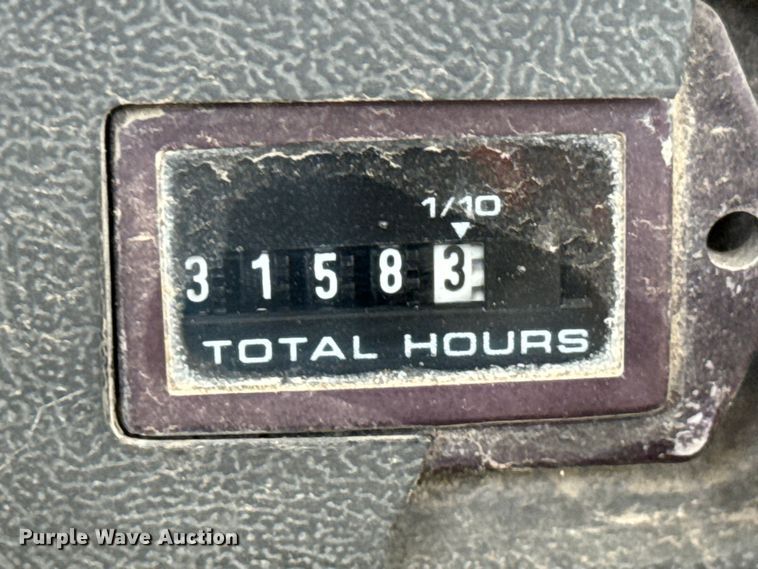 1/10
3 1 5 8 3
TOTAL HOURS
Purple Wave Auction